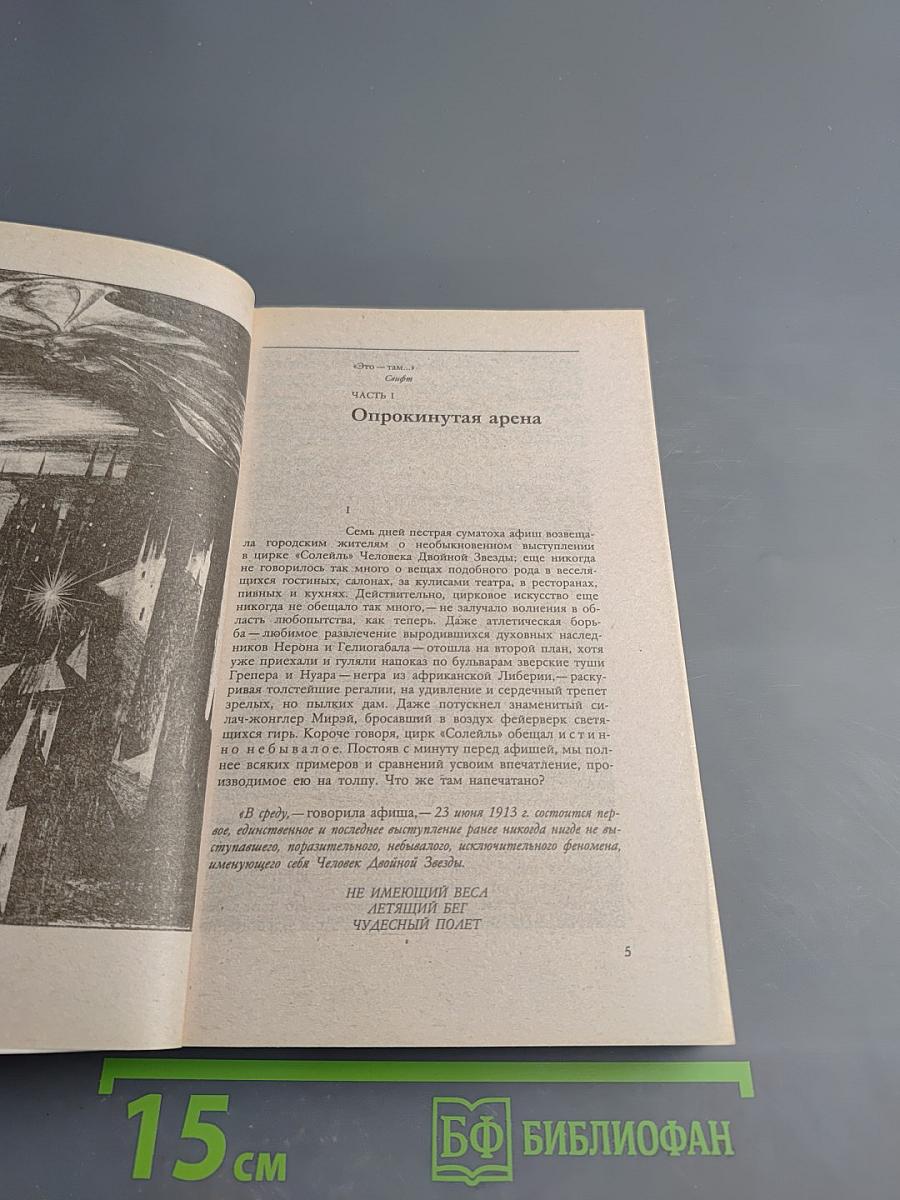 «Это — там...»
Свифт
ЧАСТЬ I
Опрокинутая арена
I
Семь дней пестрая суматоха афиш возвеща-
ла городским жителям о необыкновенном выступлении
в цирке «Солейль» Человека Двойной Звезды; еще никогда
не говорилось так много о вещах подобного рода в веселя-
щихся гостиных, салонах, за кулисами театра, в ресторанах,
пивных и кухнях. Действительно, цирковое искусство еще
никогда не обещало так много, — не залучало волнения в об-
ласть любопытства, как теперь. Даже атлетическая борь-
ба — любимое развлечение выродившихся духовных наслед-
ников Нерона и Гелиогабала — отошла на второй план, хотя
уже приехали и гуляли напоказ по бульварам зверские туши
Грепера и Нуара — негра из африканской Либерии, — раску-
ривая толстейшие регалии, на удивление и сердечный трепет
зрелых, но пылких дам. Даже потускнел знаменитый си-
лач-жонглер Мирэй, бросавший в воздух фейерверк светя-
щихся гирь. Короче говоря, цирк «Солейль» обещал истин-
но небывалое. Постояв с минуту перед афишей, мы пол-
нее всяких примеров и сравнений усвоим впечатление, про-
изводимое ею на толпу. Что же там напечатано?
«В среду, — говорила афиша, — 23 июня 1913 г. состоится пер-
вое, единственное и последнее выступление ранее никогда нигде не вы-
ступавшего, поразительного, небывалого, исключительного феномена,
именующего себя Человек Двойной Звезды.
НЕ ИМЕЮЩИЙ ВЕСА
ЛЕТЯЩИЙ БЕГ
ЧУДЕСНЫЙ ПОЛЕТ
5
15 см
БФ БИБЛИОФАН